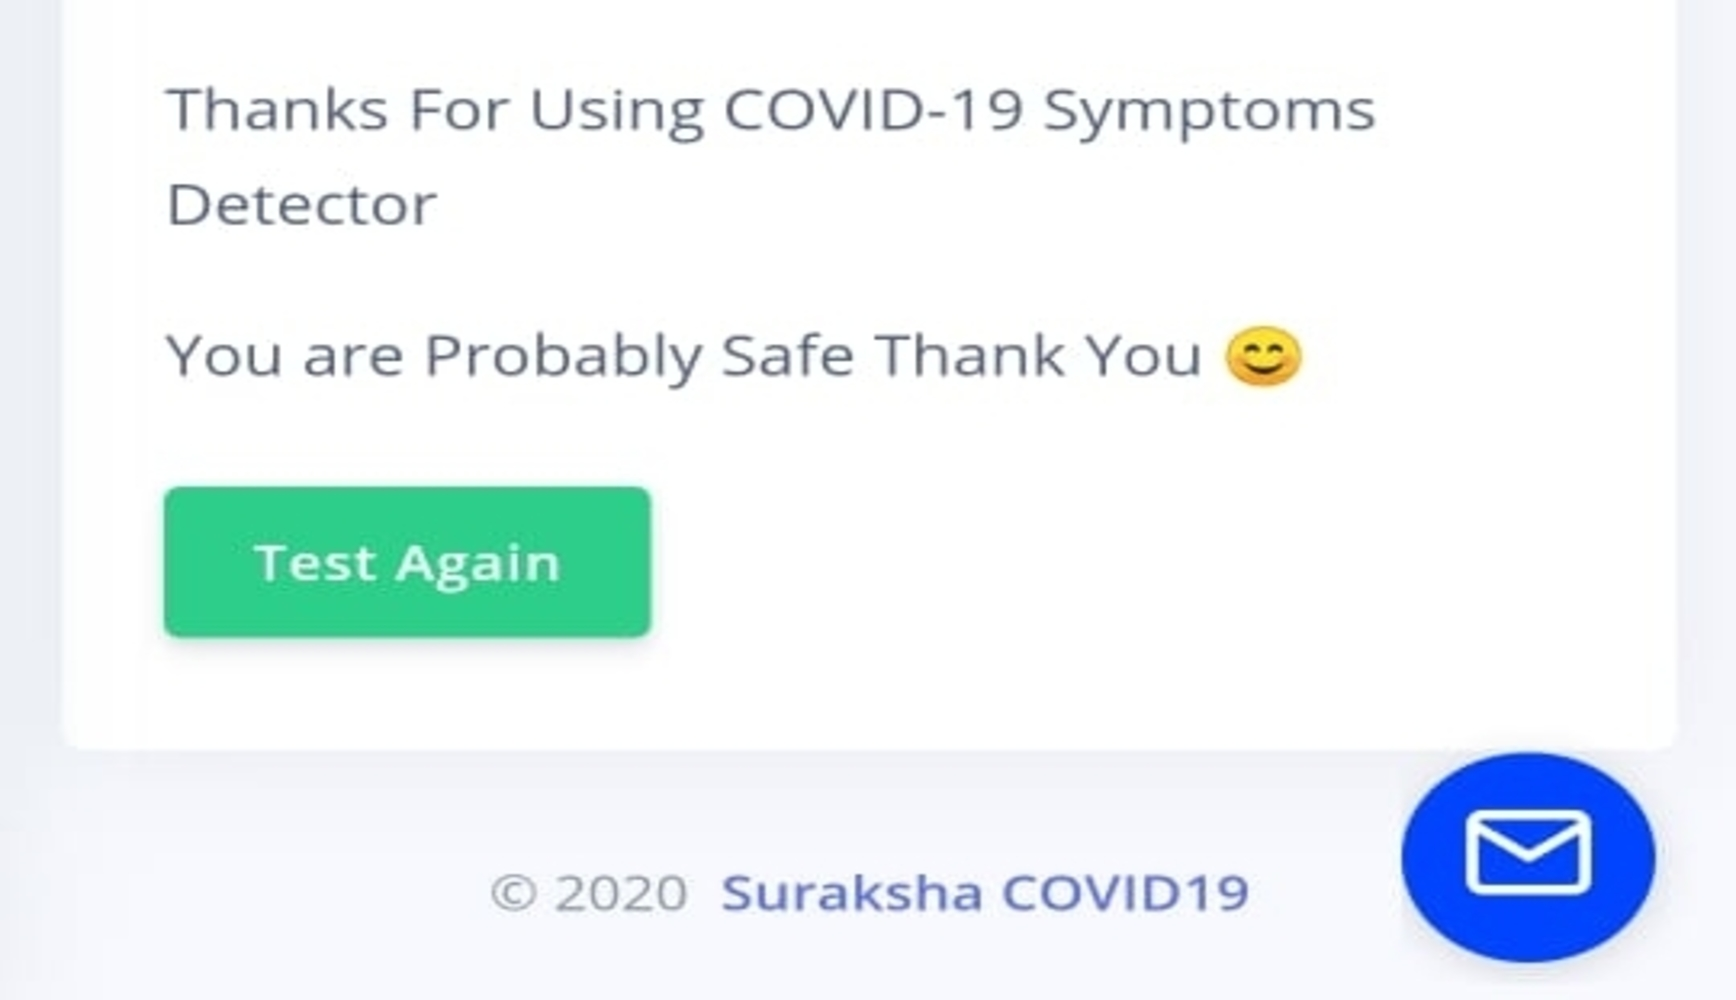 Thanks For Using COVID-19 Symptoms
Detector
You are Probably Safe Thank You 😊
Test Again
© 2020 Suraksha COVID19